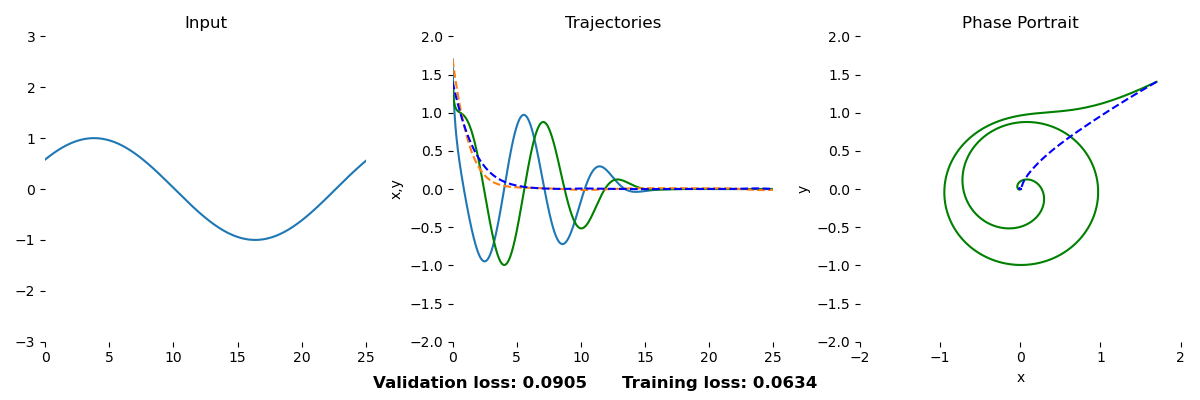 Input
3
2
1
0
−1
−2
−3
0 5 10 15 20 25
Trajectories
x,y
2.0
1.5
1.0
0.5
0.0
−0.5
−1.0
−1.5
−2.0
0 5 10 15 20 25
Phase Portrait
y
2.0
1.5
1.0
0.5
0.0
−0.5
−1.0
−1.5
−2.0
−2 −1 0 1 2
x
Validation loss: 0.0905 Training loss: 0.0634